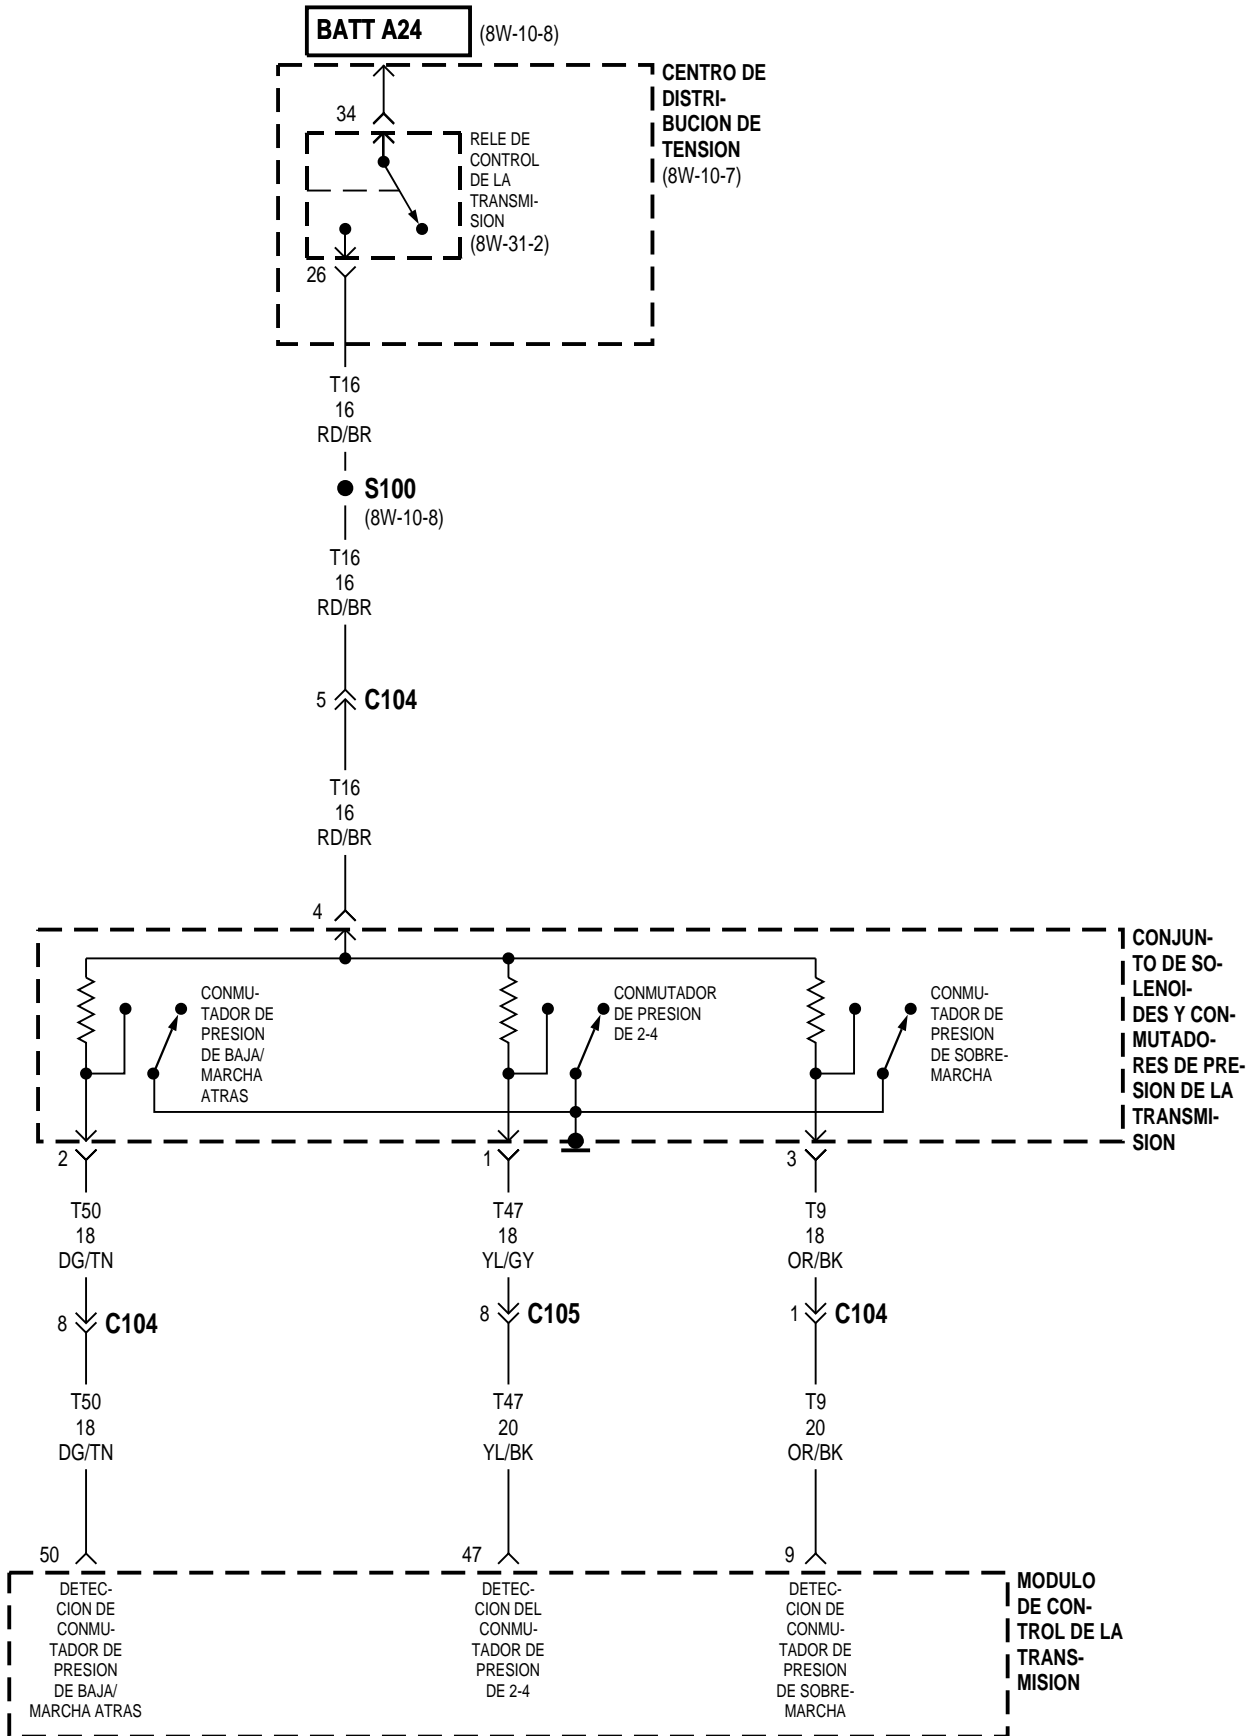 BATT A24
(8W-10-8)
CENTRO DE
DISTRI-
BUCION DE
TENSION
(8W-10-7)
34
RELE DE
CONTROL
DE LA
TRANSMI-
SION
(8W-31-2)
26
T16
16
RD/BR
S100
(8W-10-8)
T16
16
RD/BR
5
C104
T16
16
RD/BR
4
CONJUN-
TO DE SO-
LENOI-
DES Y CON-
MUTADO-
RES DE PRE-
SION DE LA
TRANSMI-
SION
CONMU-
TADOR DE
PRESION
DE BAJA/
MARCHA
ATRAS
CONMUTADOR
DE PRESION
DE 2-4
CONMU-
TADOR DE
PRESION
DE SOBRE-
MARCHA
2
1
3
T50
18
DG/TN
T47
18
YL/GY
T9
18
OR/BK
8
C104
8
C105
1
C104
T50
18
DG/TN
T47
20
YL/BK
T9
20
OR/BK
50
47
9
DETEC-
CION DE
CONMU-
TADOR DE
PRESION
DE BAJA/
MARCHA ATRAS
DETEC-
CION DEL
CONMU-
TADOR DE
PRESION
DE 2-4
DETEC-
CION DE
CONMU-
TADOR DE
PRESION
DE SOBRE-
MARCHA
MODULO
DE CON-
TROL DE LA
TRANS-
MISION